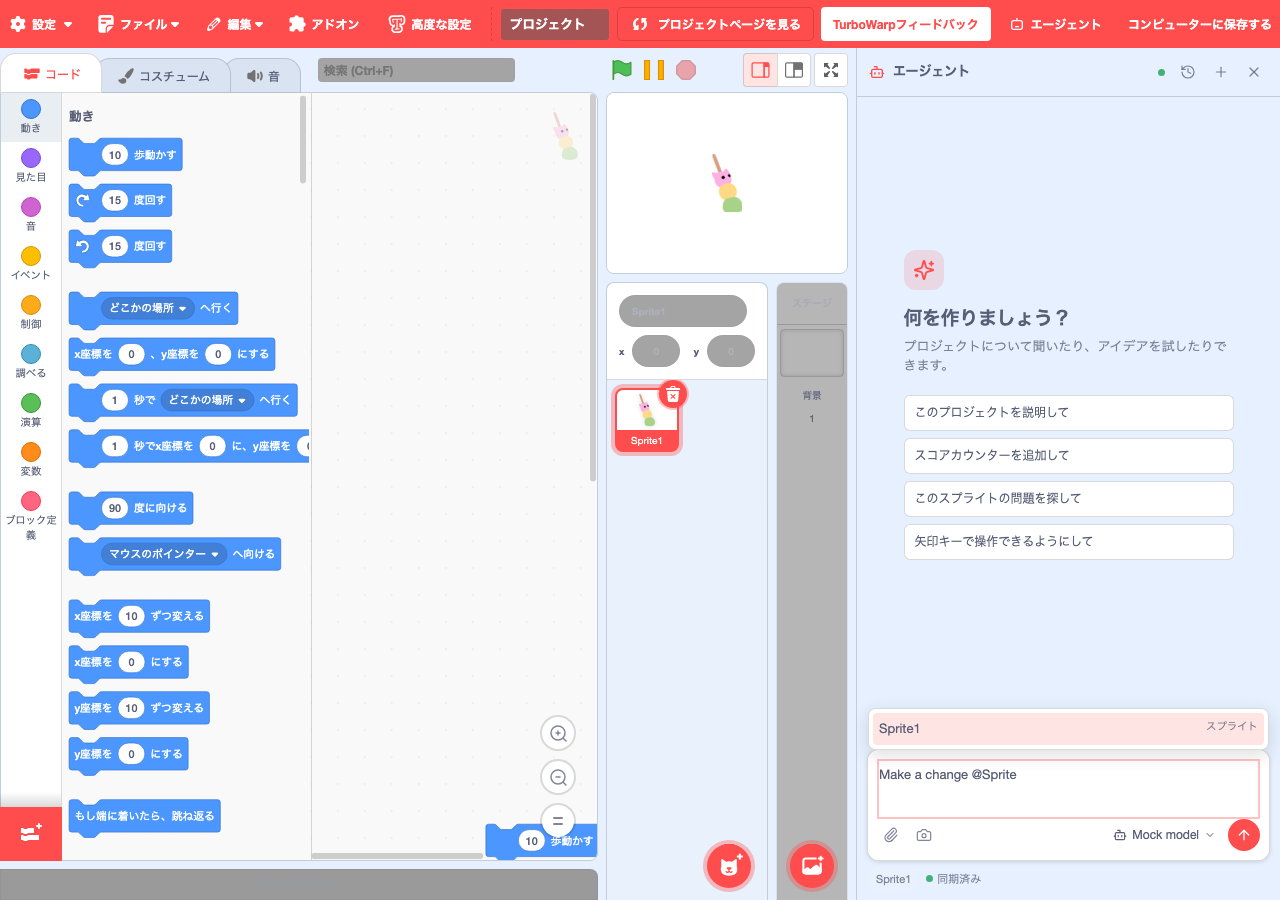 設定
ファイル
編集
アドオン
高度な設定
プロジェクト
プロジェクトページを見る
TurboWarpフィードバック
エージェント
コンピューターに保存する
コード
コスチューム
音
検索 (Ctrl+F)
エージェント
動き
見た目
音
イベント
制御
調べる
演算
変数
ブロック定
義
動き
10 歩動かす
15 度回す
15 度回す
どこかの場所 へ行く
x座標を 0 、y座標を 0 にする
1 秒で どこかの場所 へ行く
1 秒でx座標を 0 に、y座標を
90 度に向ける
マウスのポインター へ向ける
x座標を 10 ずつ変える
x座標を 0 にする
y座標を 10 ずつ変える
y座標を 0 にする
もし端に着いたら、跳ね返る
10 歩動かす
Sprite1
x 0 y 0
Sprite1
ステージ
背景
1
何を作りましょう？
プロジェクトについて聞いたり、アイデアを試したりで
きます。
このプロジェクトを説明して
スコアカウンターを追加して
このスプライトの問題を探して
矢印キーで操作できるようにして
Sprite1 スプライト
Make a change @Sprite
Mock model
Sprite1 同期済み